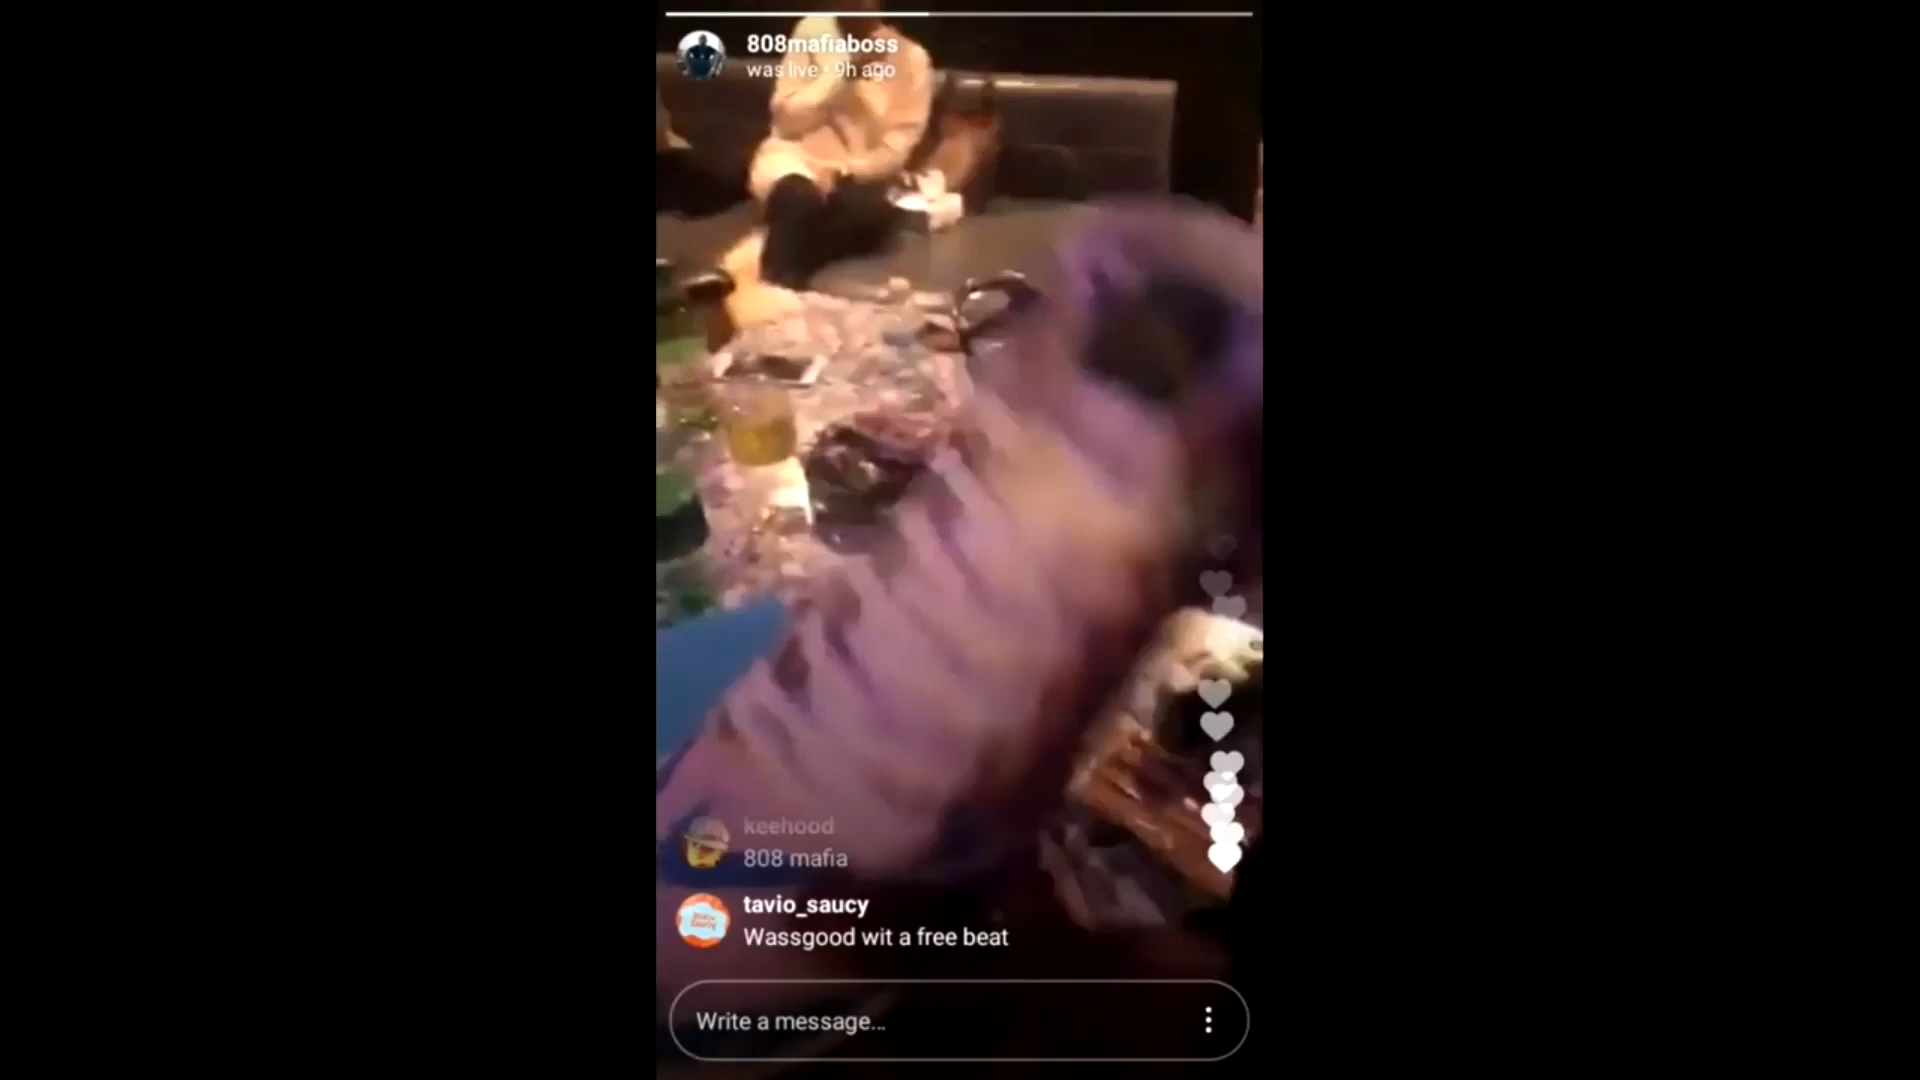 808mafiaboss
was live • 9h ago
keehood
808 mafia
tavio_saucy
Wassgood wit a free beat
Write a message...